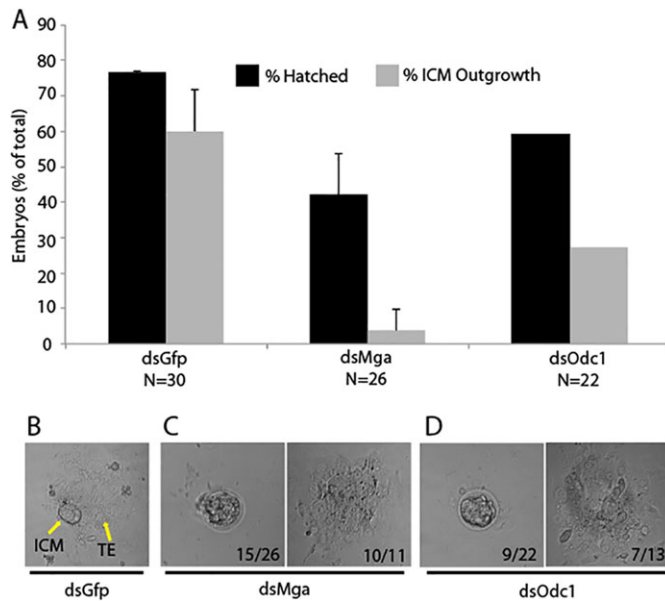 A
90
80
70
60
50
40
30
20
10
0
Embryos (% of total)
% Hatched
% ICM Outgrowth
dsGfp
N=30
dsMga
N=26
dsOdc1
N=22
B
C
D
ICM
TE
15/26
10/11
9/22
7/13
dsGfp
dsMga
dsOdc1